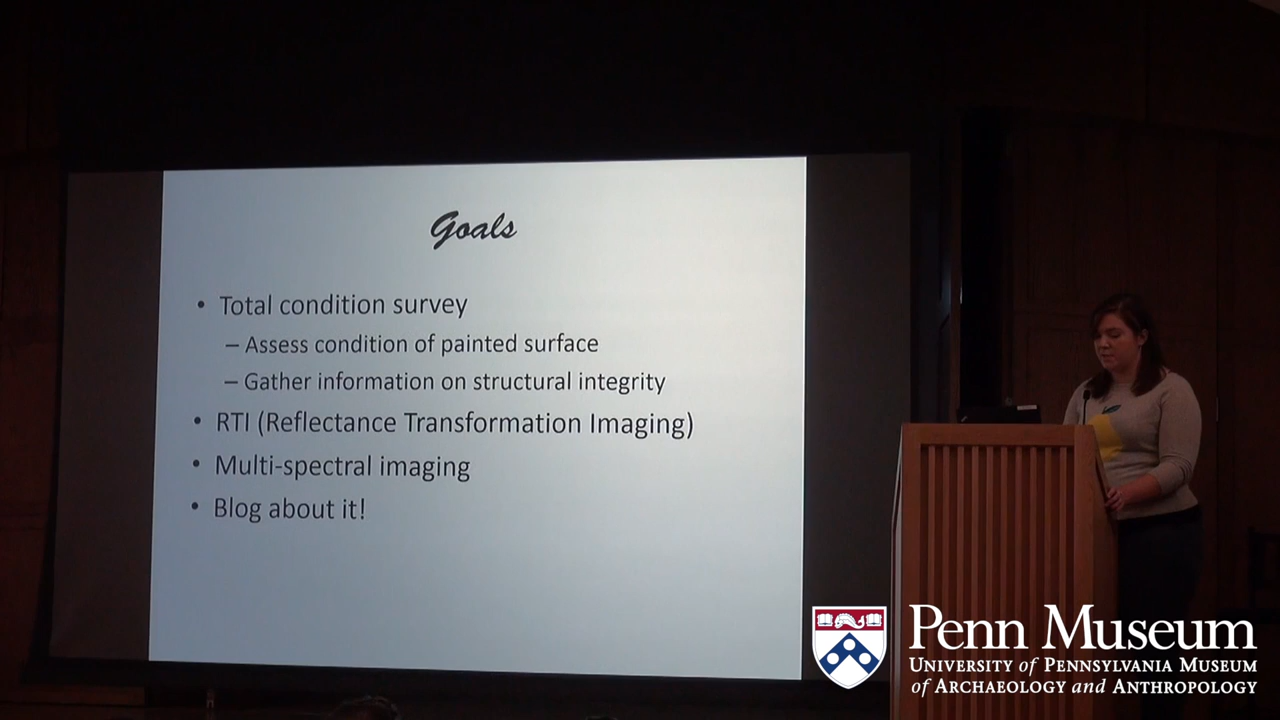 Goals
• Total condition survey
– Assess condition of painted surface
– Gather information on structural integrity
• RTI (Reflectance Transformation Imaging)
• Multi-spectral imaging
• Blog about it!
Penn Museum
University of Pennsylvania Museum
of Archaeology and Anthropology